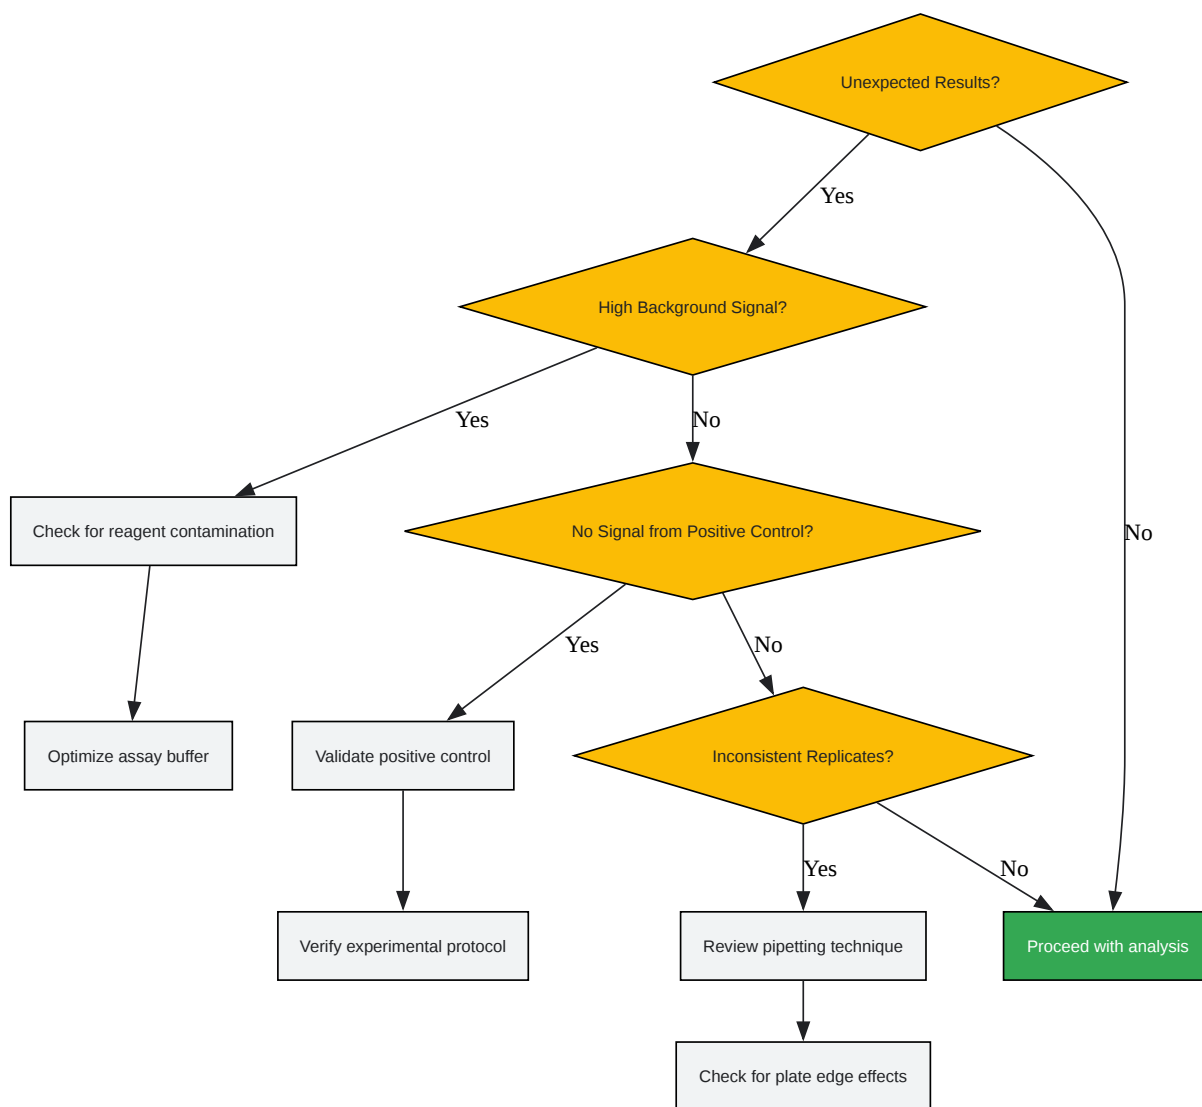 Unexpected Results?
Yes
High Background Signal?
Yes
No
Check for reagent contamination
No Signal from Positive Control?
No
Yes
No
Optimize assay buffer
Validate positive control
Inconsistent Replicates?
Yes
No
Verify experimental protocol
Review pipetting technique
Proceed with analysis
Check for plate edge effects